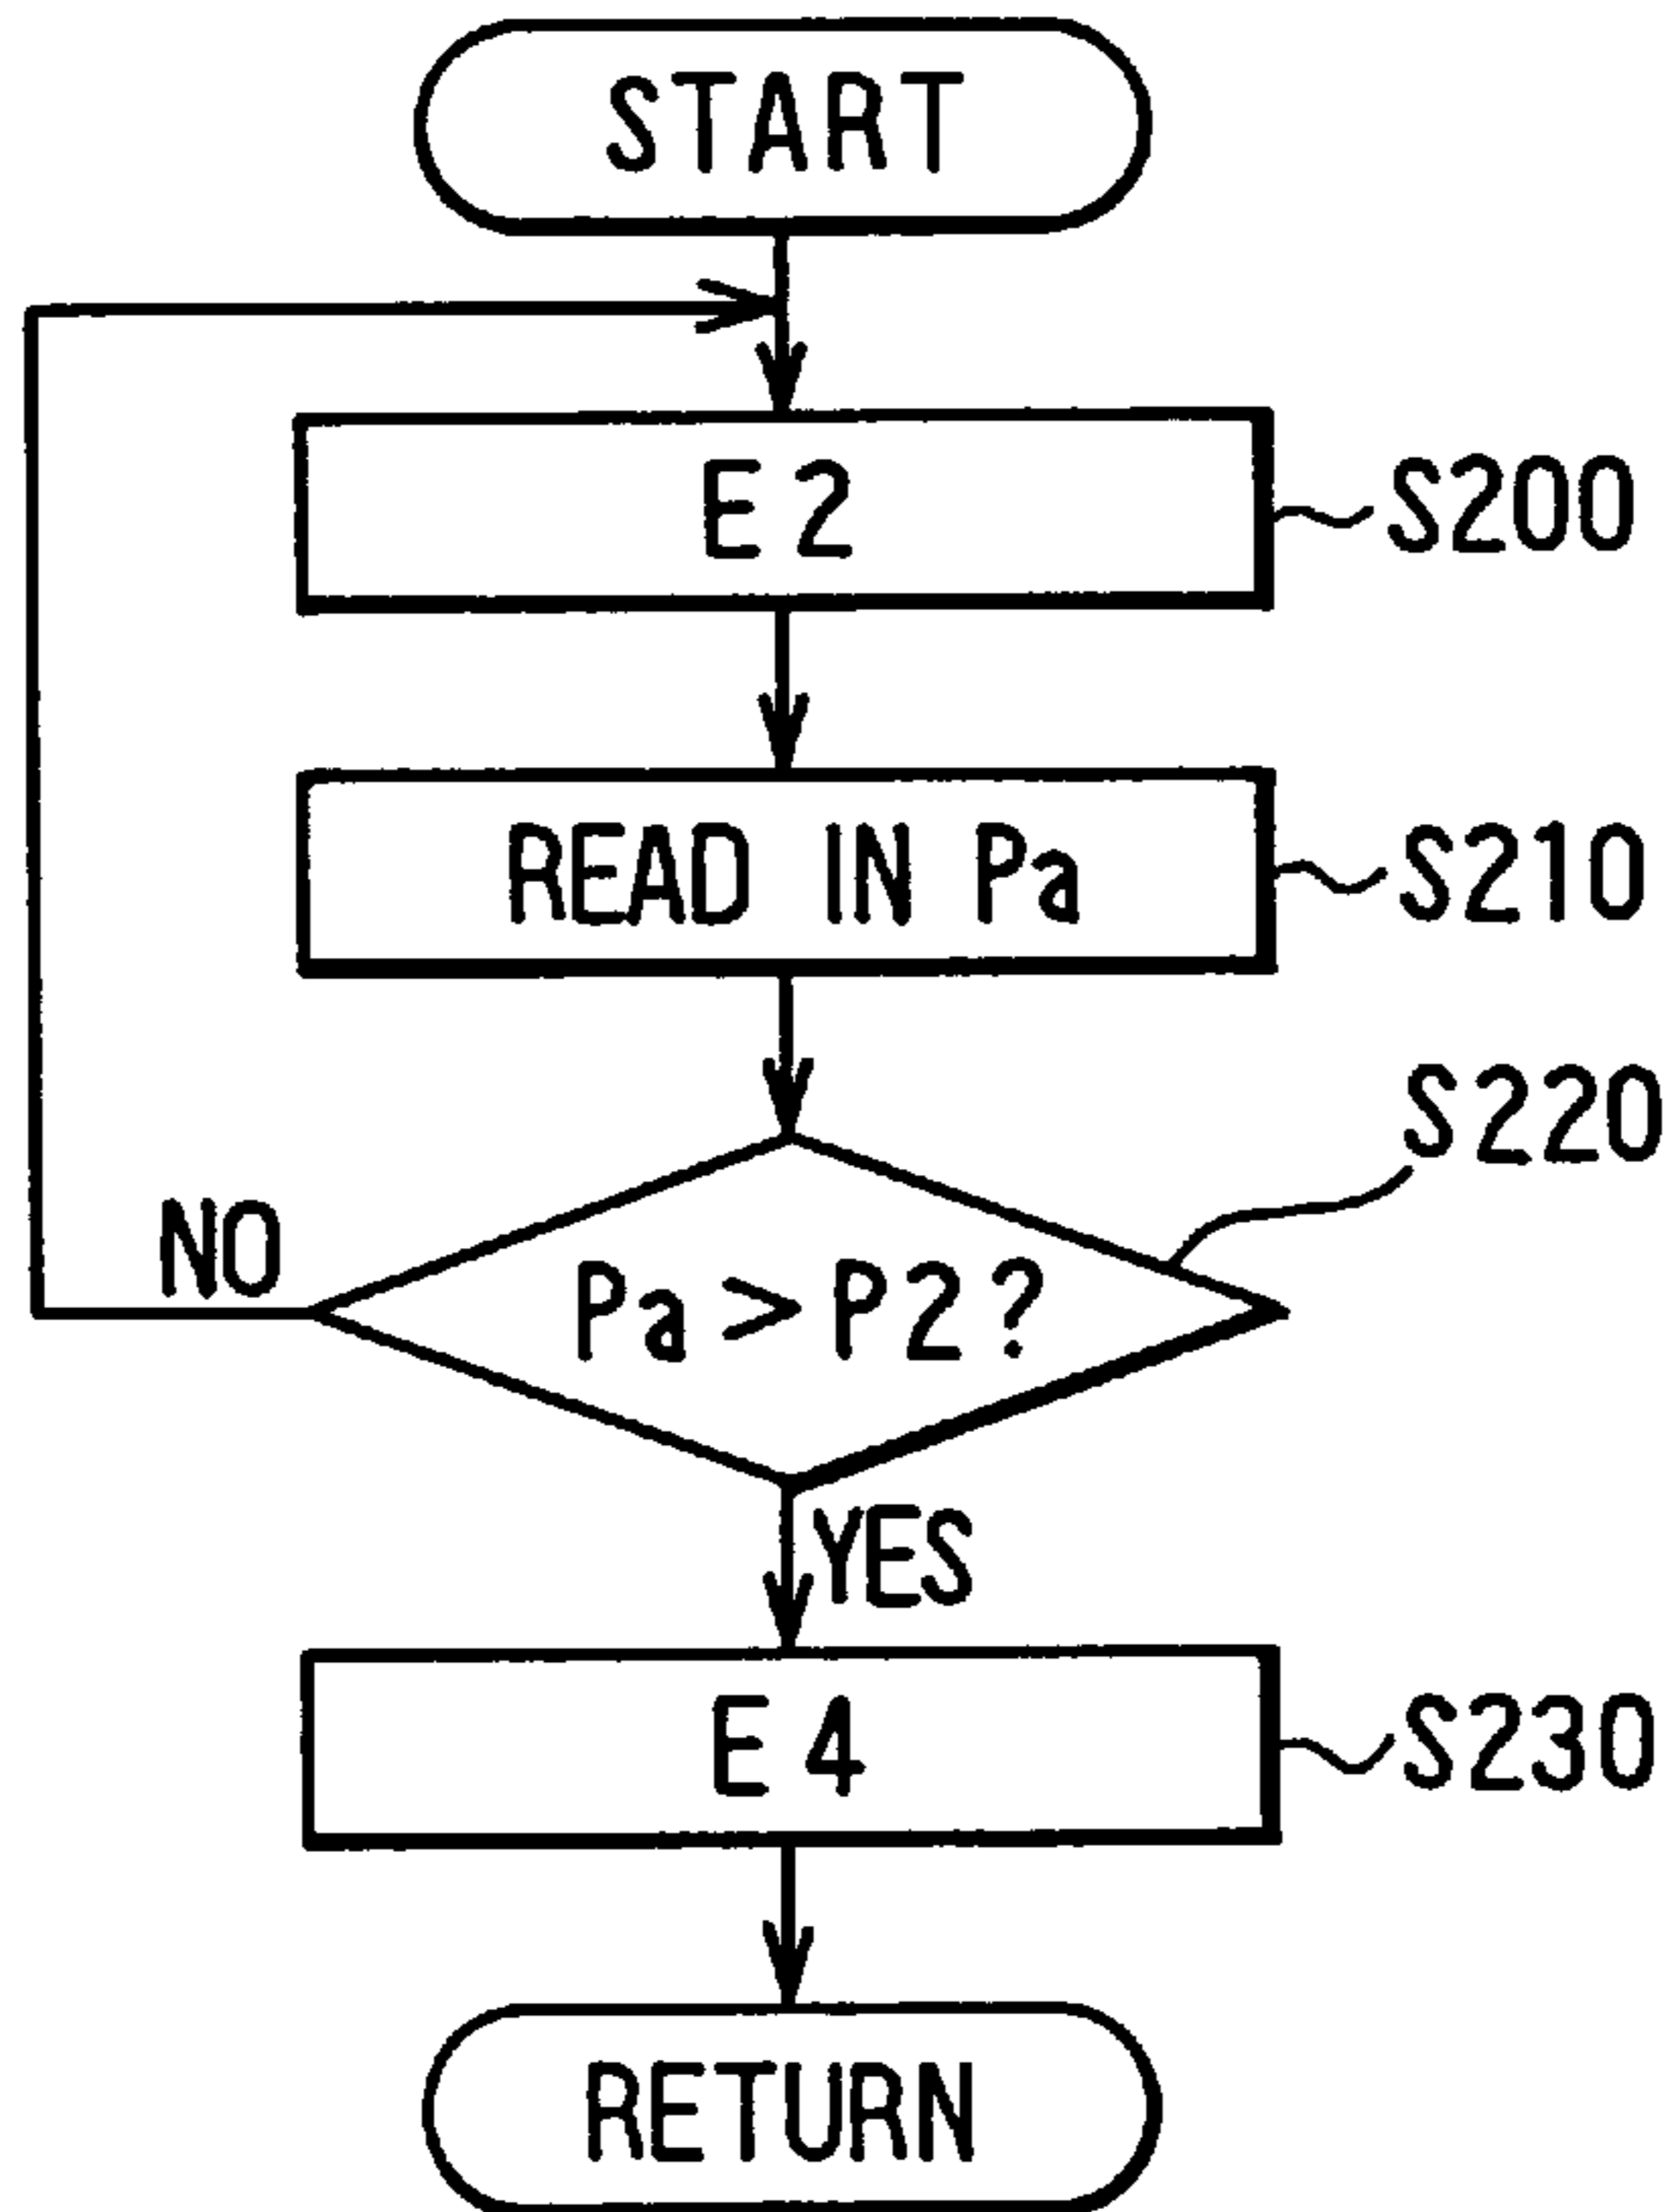 START
E2
S200
READ IN Pa
S210
S220
NO
Pa>P2?
YES
E4
S230
RETURN